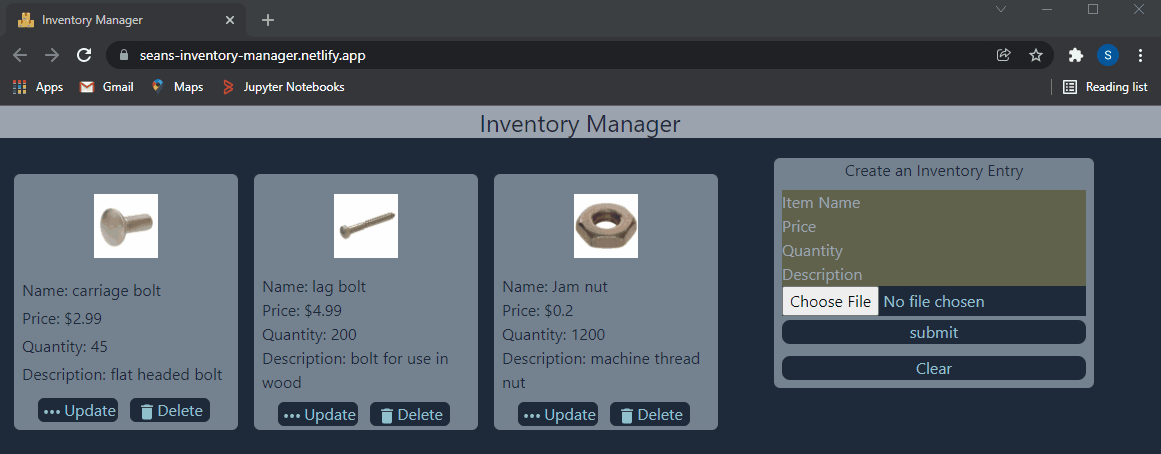 Inventory Manager
seans-inventory-manager.netlify.app
S
Apps
Gmail
Maps
Jupyter Notebooks
Reading list
Inventory Manager
Name: carriage bolt
Price: $2.99
Quantity: 45
Description: flat headed bolt
Update
Delete
Name: lag bolt
Price: $4.99
Quantity: 200
Description: bolt for use in
wood
Update
Delete
Name: Jam nut
Price: $0.2
Quantity: 1200
Description: machine thread
nut
Update
Delete
Create an Inventory Entry
Item Name
Price
Quantity
Description
Choose File No file chosen
submit
Clear